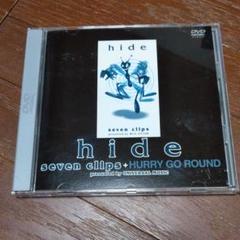 DVD
hide
seven clips
hide
seven clips + HURRY GO ROUND
presented by UNIVERSAL MUSIC